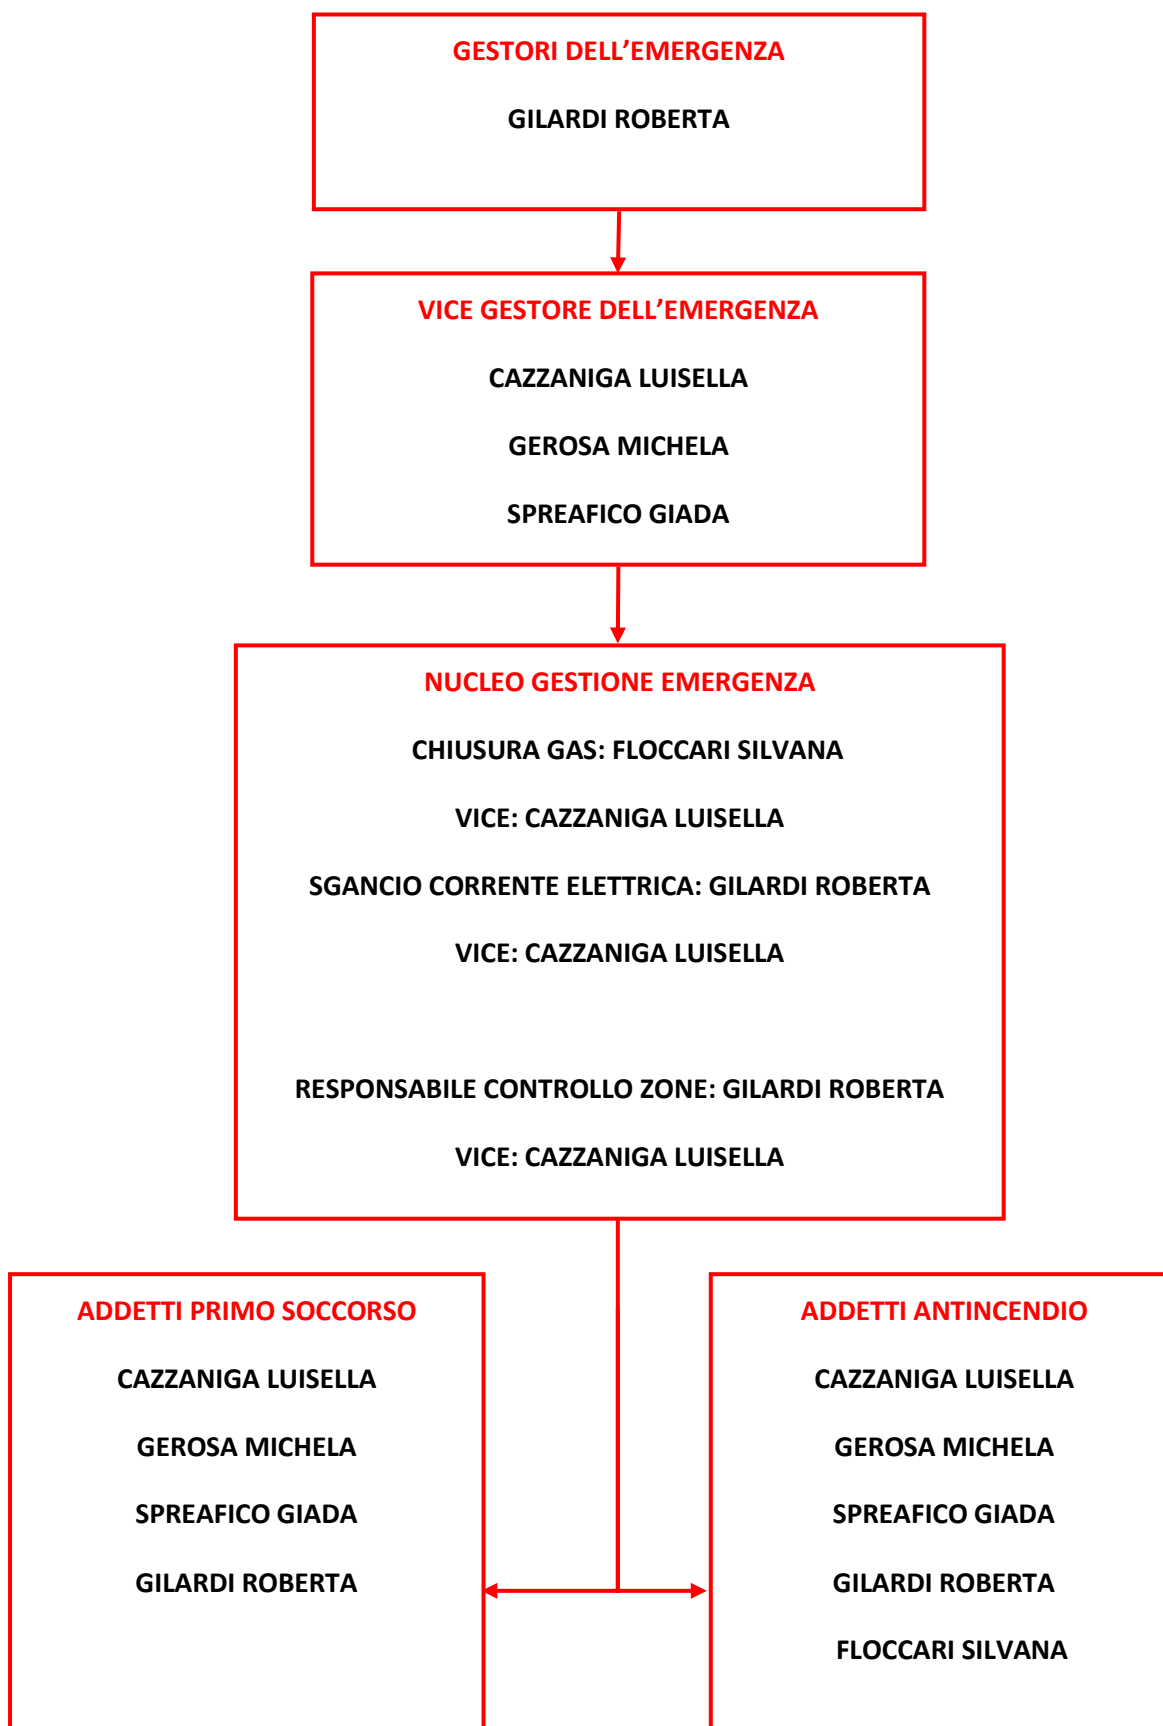 GESTORI DELL’EMERGENZA
GILARDI ROBERTA
VICE GESTORE DELL’EMERGENZA
CAZZANIGA LUISELLA
GEROSA MICHELA
SPREAFICO GIADA
NUCLEO GESTIONE EMERGENZA
CHIUSURA GAS: FLOCCARI SILVANA
VICE: CAZZANIGA LUISELLA
SGANCIO CORRENTE ELETTRICA: GILARDI ROBERTA
VICE: CAZZANIGA LUISELLA
RESPONSABILE CONTROLLO ZONE: GILARDI ROBERTA
VICE: CAZZANIGA LUISELLA
ADDETTI PRIMO SOCCORSO
CAZZANIGA LUISELLA
GEROSA MICHELA
SPREAFICO GIADA
GILARDI ROBERTA
ADDETTI ANTINCENDIO
CAZZANIGA LUISELLA
GEROSA MICHELA
SPREAFICO GIADA
GILARDI ROBERTA
FLOCCARI SILVANA